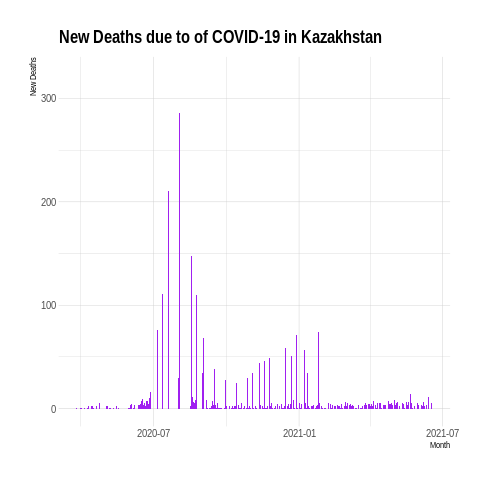 New Deaths due to of COVID-19 in Kazakhstan
New Deaths
300
200
100
0
2020-07
2021-01
2021-07
Month